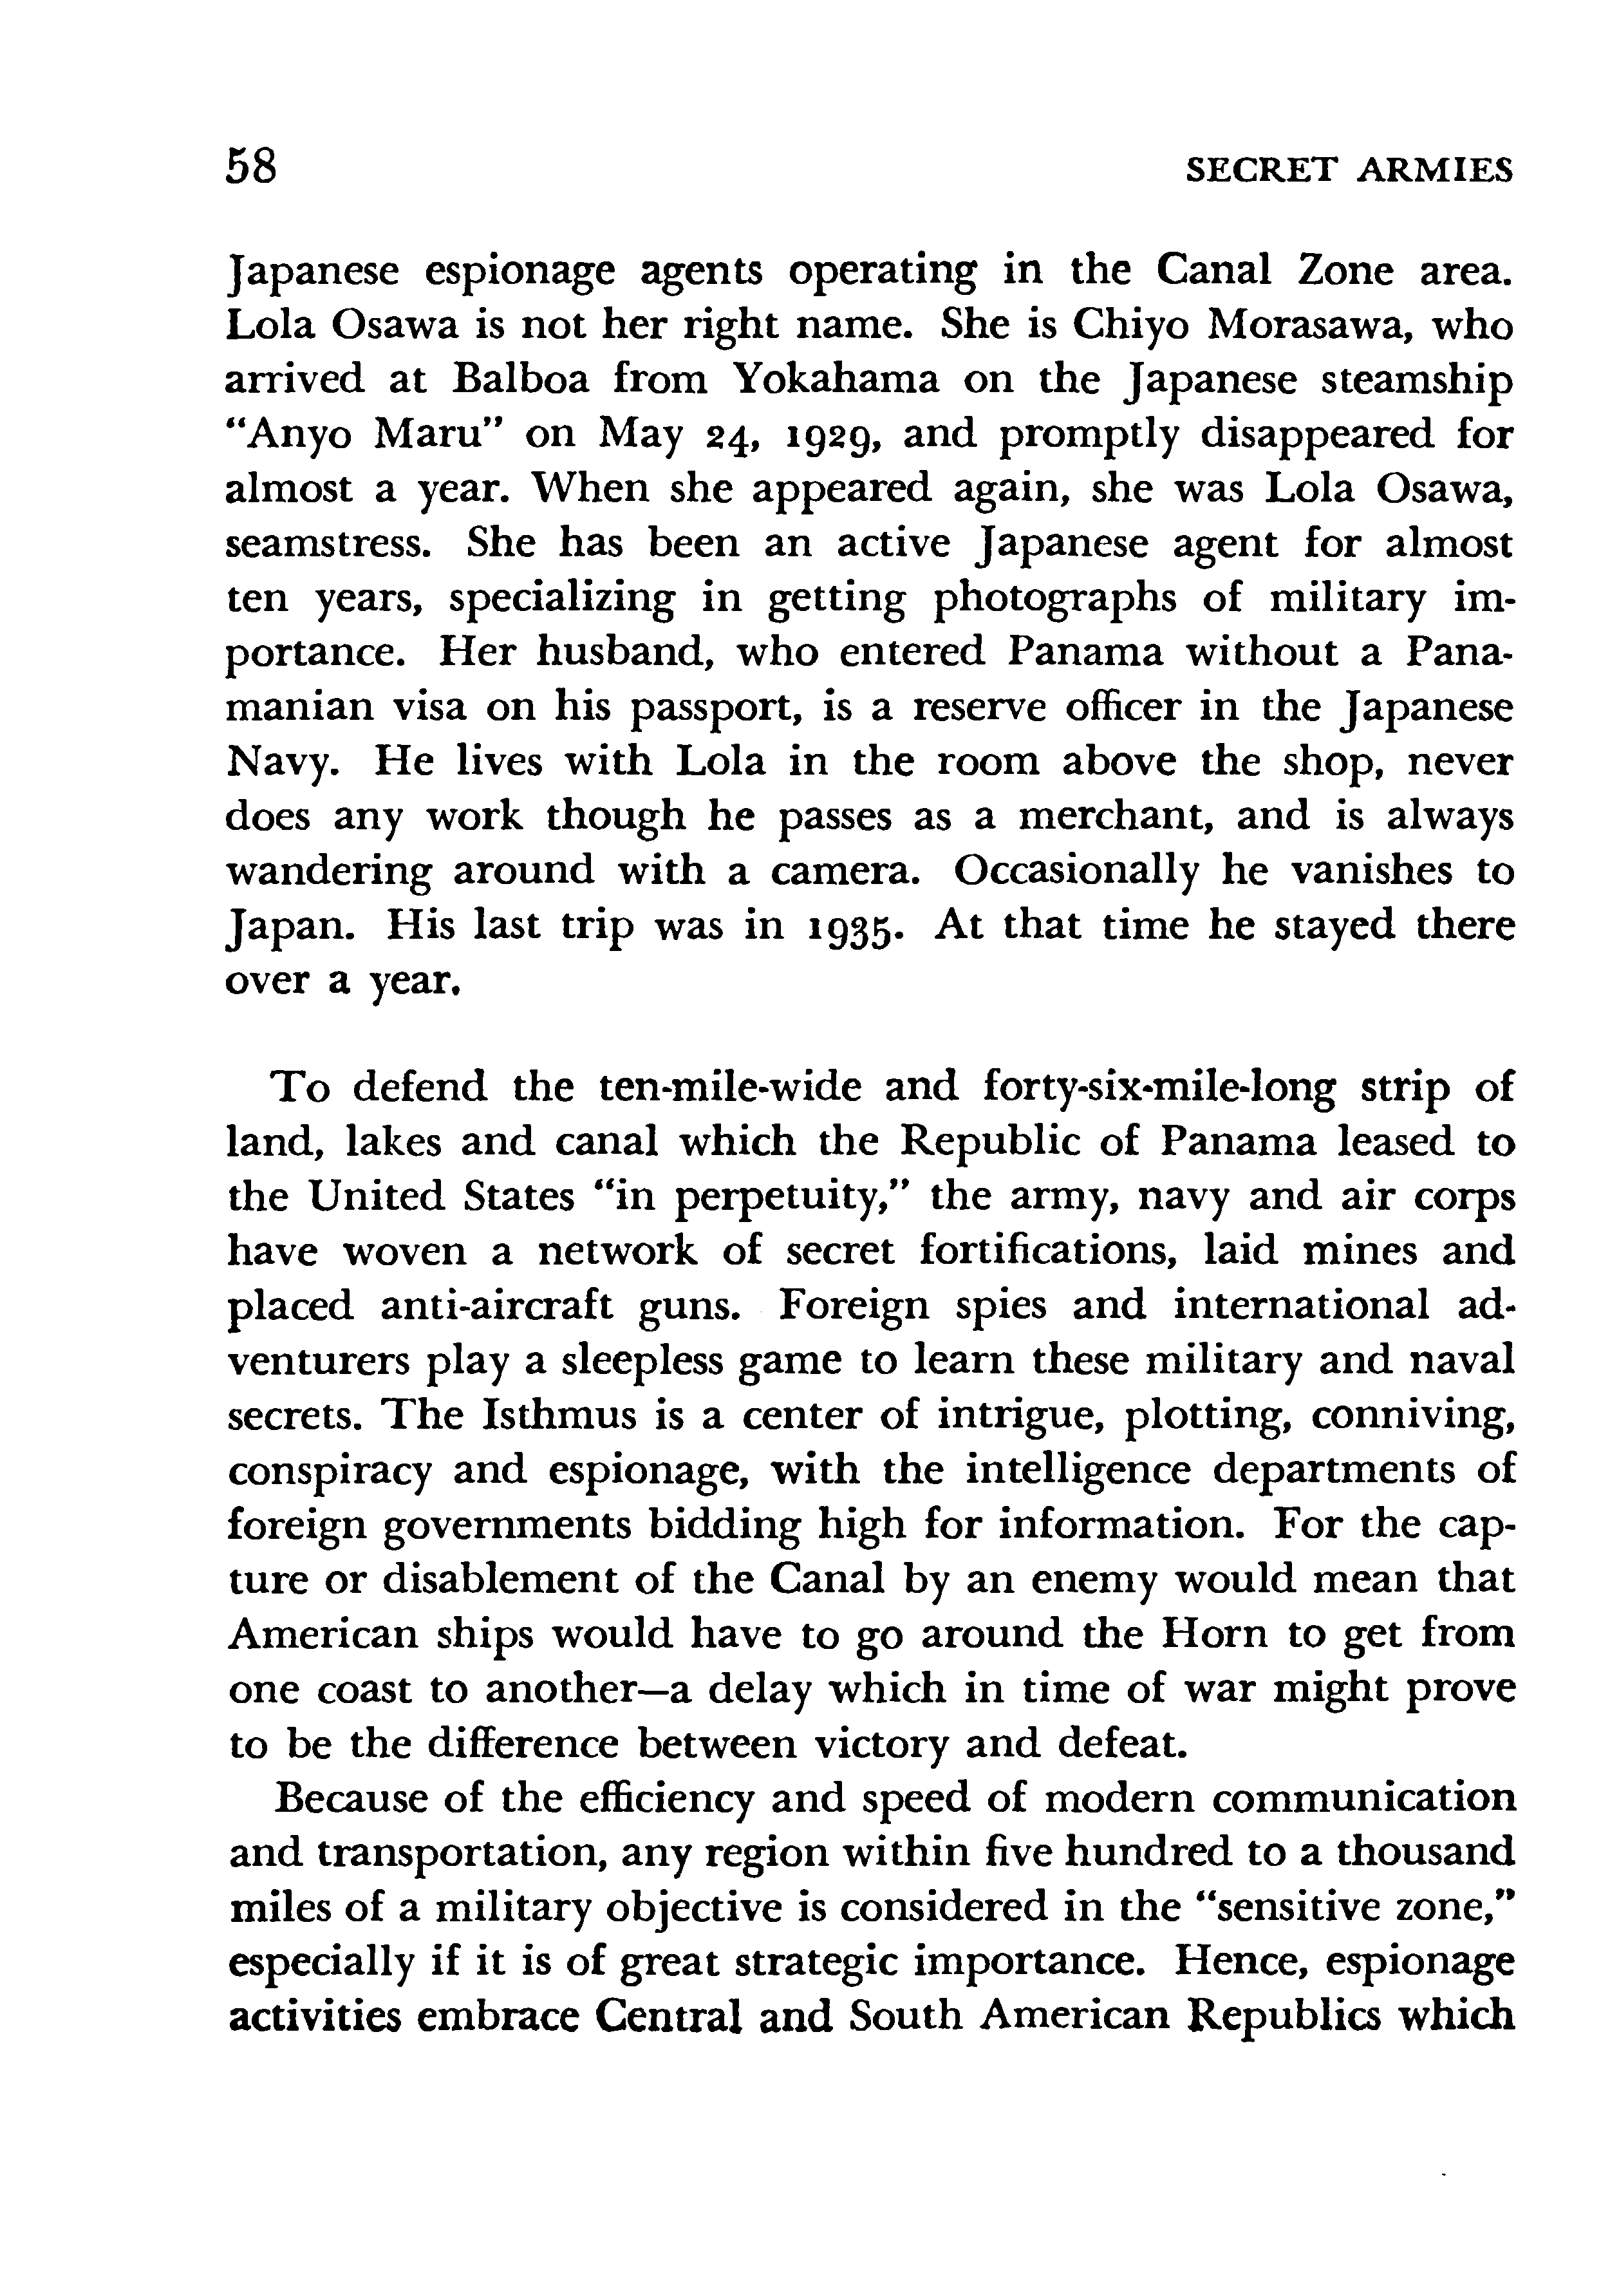 58 SECRET ARMIES
Japanese espionage agents operating in the Canal Zone area.
Lola Osawa is not her right name. She is Chiyo Morasawa, who
arrived at Balboa from Yokahama on the Japanese steamship
“Anyo Maru” on May 24, 1929, and promptly disappeared for
almost a year. When she appeared again, she was Lola Osawa,
seamstress. She has been an active Japanese agent for almost
ten years, specializing in getting photographs of military im-
portance. Her husband, who entered Panama without a Pana-
manian visa on his passport, is a reserve officer in the Japanese
Navy. He lives with Lola in the room above the shop, never
does any work though he passes as a merchant, and is always
wandering around with a camera. Occasionally he vanishes to
Japan. His last trip was in 1935. At that time he stayed there
over a year.
To defend the ten-mile-wide and forty-six-mile-long strip of
land, lakes and canal which the Republic of Panama leased to
the United States “in perpetuity,” the army, navy and air corps
have woven a network of secret fortifications, laid mines and
placed anti-aircraft guns. Foreign spies and international ad-
venturers play a sleepless game to learn these military and naval
secrets. The Isthmus is a center of intrigue, plotting, conniving,
conspiracy and espionage, with the intelligence departments of
foreign governments bidding high for information. For the cap-
ture or disablement of the Canal by an enemy would mean that
American ships would have to go around the Horn to get from
one coast to another—a delay which in time of war might prove
to be the difference between victory and defeat.
Because of the efficiency and speed of modern communication
and transportation, any region within five hundred to a thousand
miles of a military objective is considered in the “sensitive zone,”
especially if it is of great strategic importance. Hence, espionage
activities embrace Central and South American Republics which